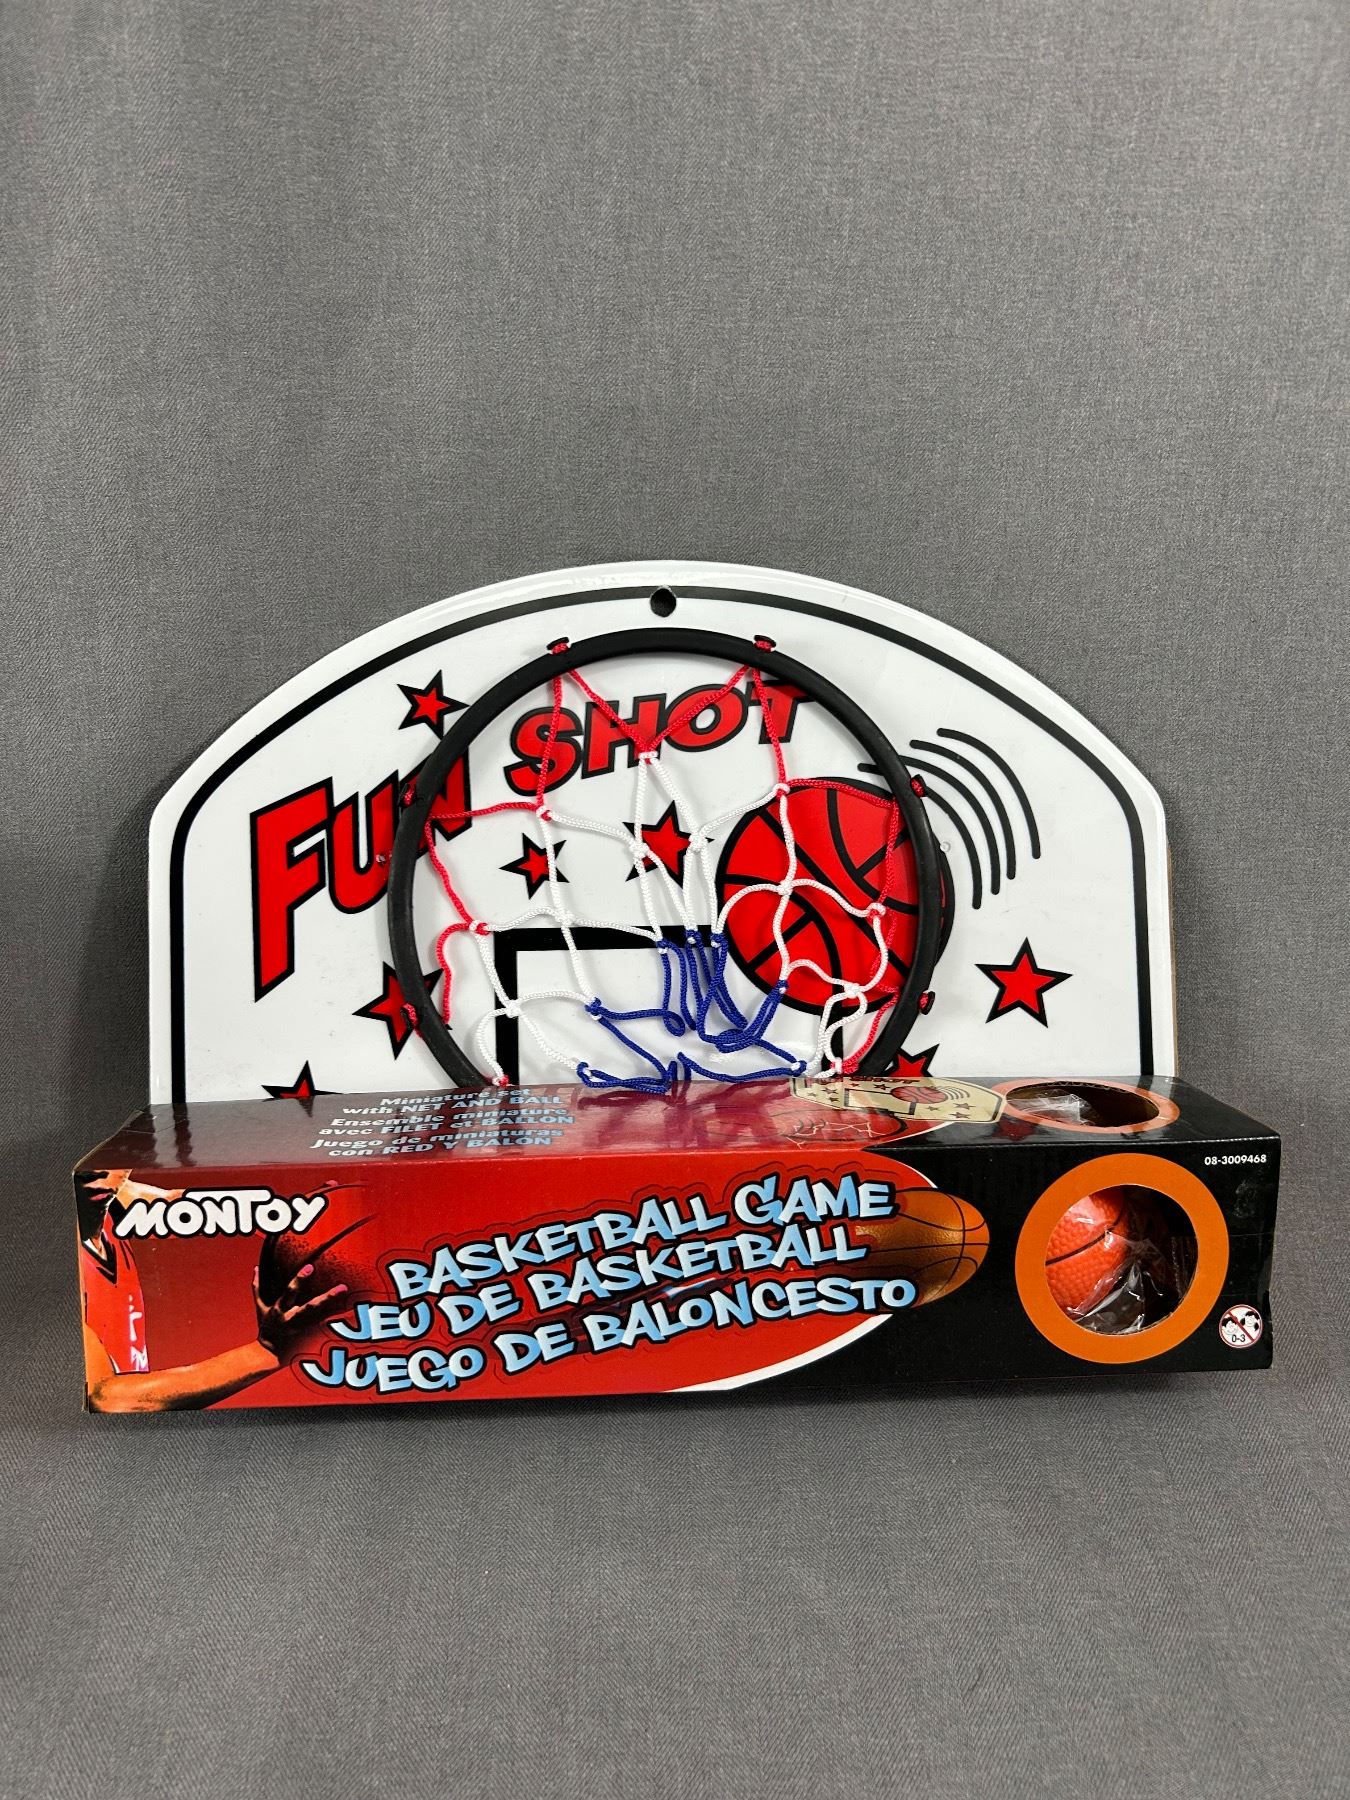 FUN SHOT
Miniature set
with NET AND BALL
Ensemble miniature
avec FILET et BALLON
Juego de miniaturas
con RED Y BALON
08-3009468
MONTOY
BASKETBALL GAME
JEU DE BASKETBALL
JUEGO DE BALONCESTO
0-3